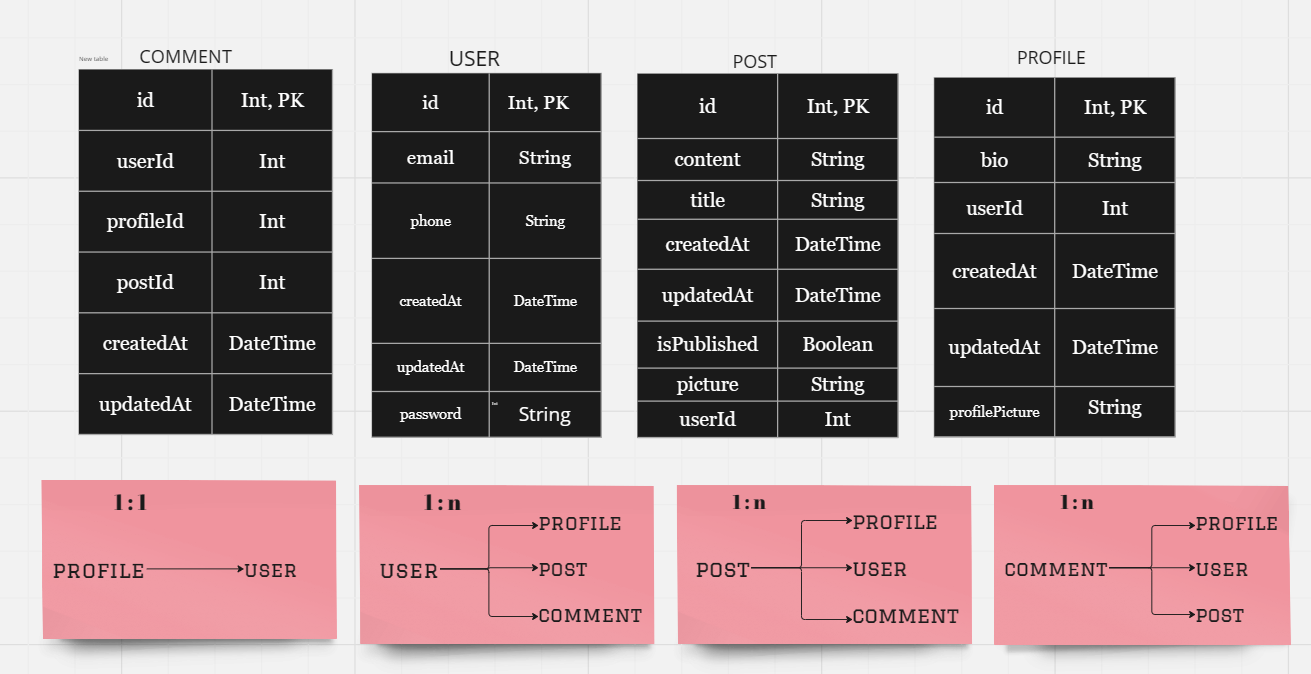 New table
COMMENT
id Int, PK
userId Int
profileId Int
postId Int
createdAt DateTime
updatedAt DateTime
USER
id Int, PK
email String
phone String
createdAt DateTime
updatedAt DateTime
password String
POST
id Int, PK
content String
title String
createdAt DateTime
updatedAt DateTime
isPublished Boolean
picture String
userId Int
PROFILE
id Int, PK
bio String
userId Int
createdAt DateTime
updatedAt DateTime
profilePicture String
1:1
PROFILE USER
1:n
USER
PROFILE
POST
COMMENT
1:n
POST
PROFILE
USER
COMMENT
1:n
COMMENT
PROFILE
USER
POST